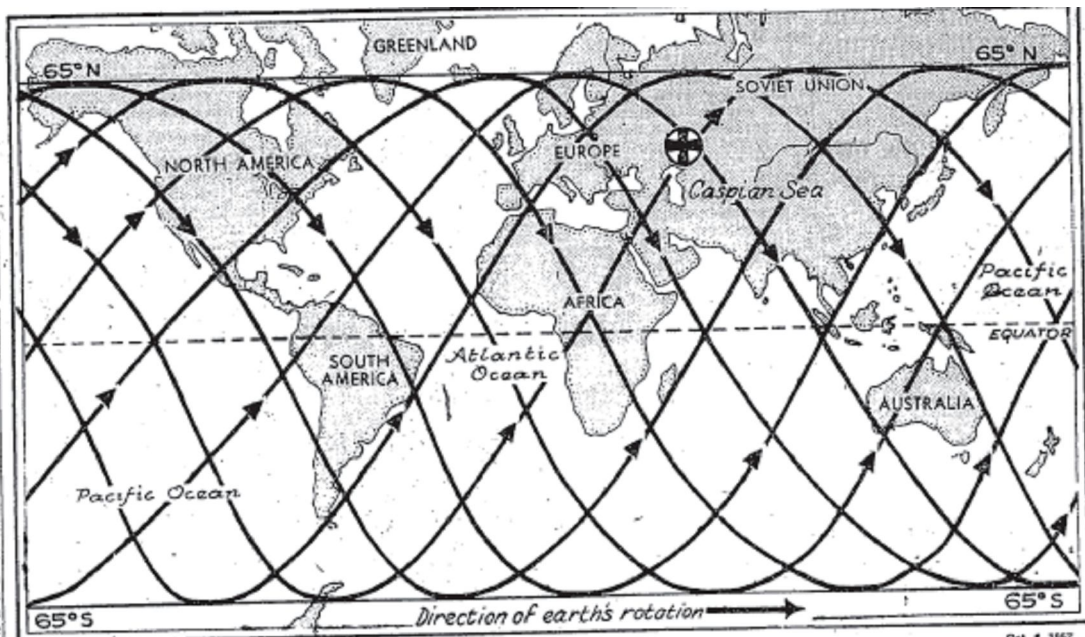 GREENLAND
65° N
65° N
SOVIET UNION
NORTH AMERICA
EUROPE
Caspian Sea
Pacific
Ocean
AFRICA
EQUATOR
Atlantic
Ocean
SOUTH
AMERICA
AUSTRALIA
Pacific Ocean
65° S
65° S
Direction of earth's rotation